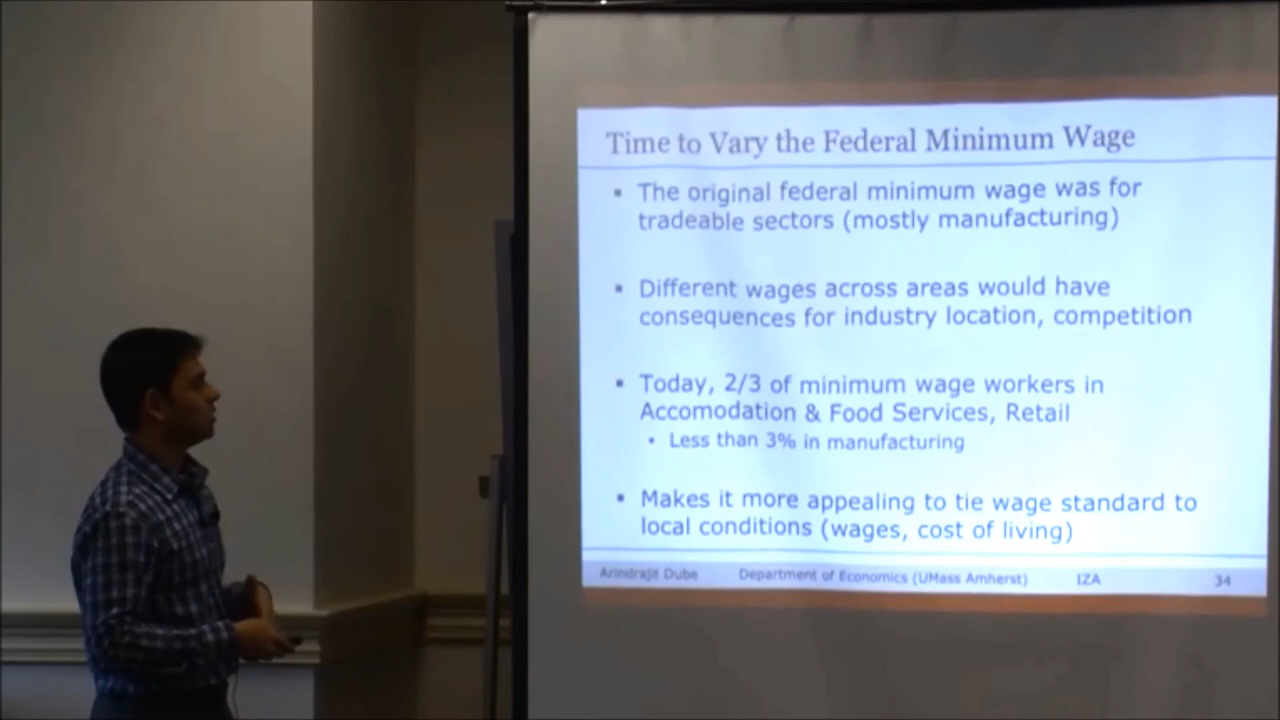 Time to Vary the Federal Minimum Wage
▪ The original federal minimum wage was for
tradeable sectors (mostly manufacturing)
▪ Different wages across areas would have
consequences for industry location, competition
▪ Today, 2/3 of minimum wage workers in
Accomodation & Food Services, Retail
• Less than 3% in manufacturing
▪ Makes it more appealing to tie wage standard to
local conditions (wages, cost of living)
Arindrajit Dube Department of Economics (UMass Amherst) IZA 34